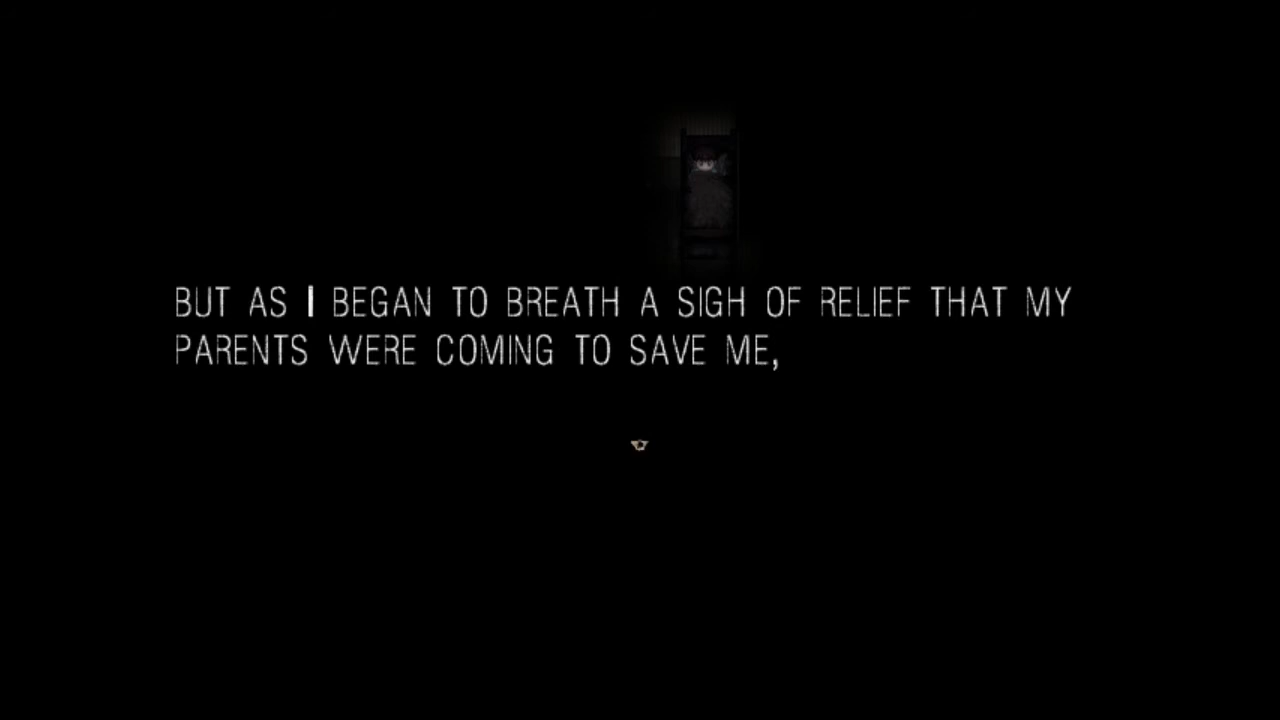 BUT AS I BEGAN TO BREATH A SIGH OF RELIEF THAT MY
PARENTS WERE COMING TO SAVE ME,